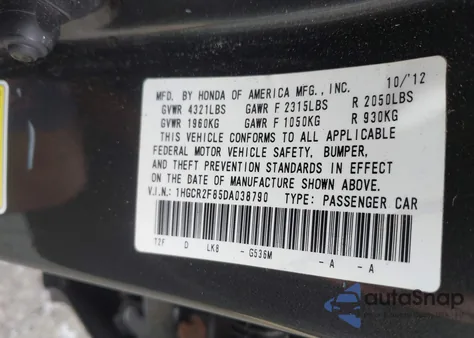 MFD. BY HONDA OF AMERICA MFG., INC. 10/'12
GVWR 4321LBS GAWR F 2315LBS R 2050LBS
GVWR 1960KG GAWR F 1050KG R 930KG
THIS VEHICLE CONFORMS TO ALL APPLICABLE
FEDERAL MOTOR VEHICLE SAFETY, BUMPER,
AND THEFT PREVENTION STANDARDS IN EFFECT
ON THE DATE OF MANUFACTURE SHOWN ABOVE.
V.I.N.: 1HGCR2F85DA038790 TYPE: PASSENGER CAR
T2F D LK8 - G536M - A - A
autoSnap